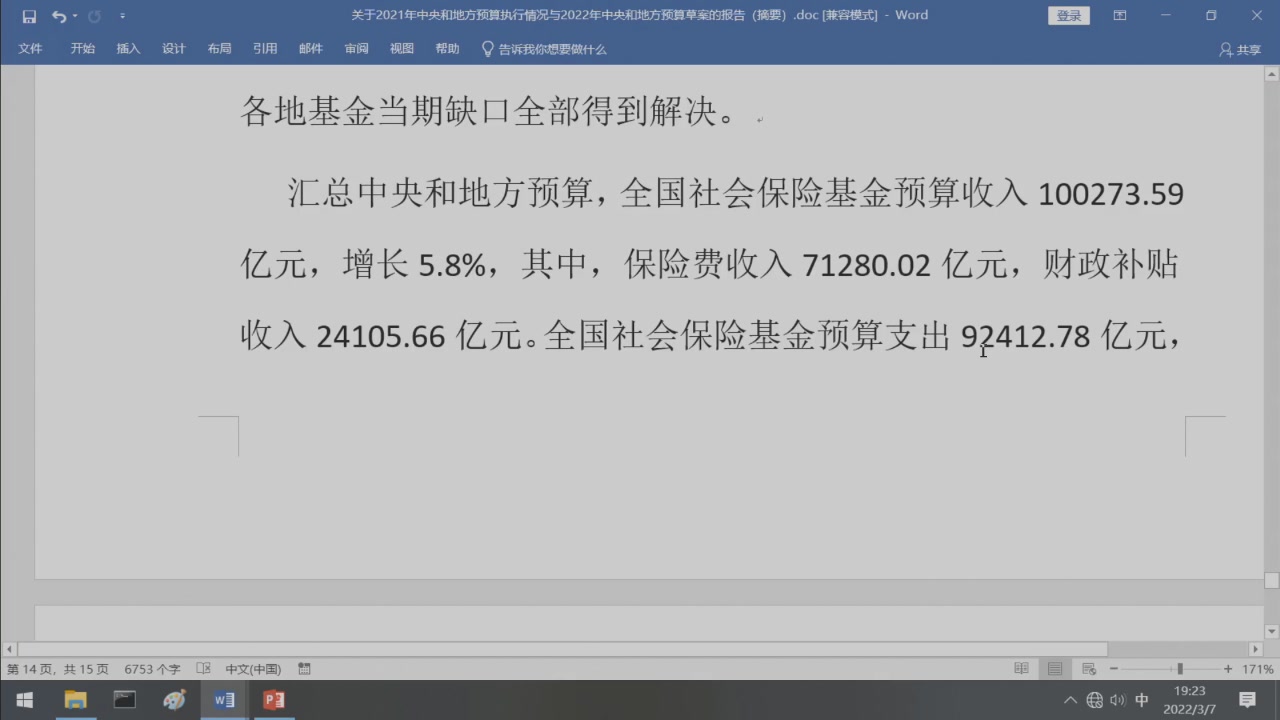 关于2021年中央和地方预算执行情况与2022年中央和地方预算草案的报告（摘要）.doc [兼容模式] - Word
登录
文件 开始 插入 设计 布局 引用 邮件 审阅 视图 帮助 告诉我你想要做什么 共享
各地基金当期缺口全部得到解决。
汇总中央和地方预算，全国社会保险基金预算收入 100273.59
亿元，增长 5.8%，其中，保险费收入 71280.02 亿元，财政补贴
收入 24105.66 亿元。全国社会保险基金预算支出 92412.78 亿元，
第 14 页，共 15 页 6753 个字 中文(中国) 171%
中
19:23
2022/3/7